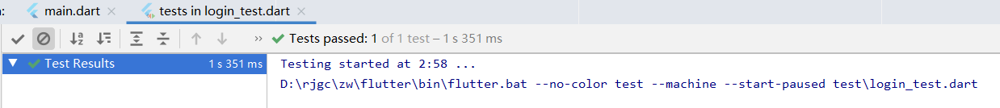 : main.dart tests in login_test.dart
Tests passed: 1 of 1 test – 1 s 351 ms
Test Results 1 s 351 ms
Testing started at 2:58 ...
D:\rjgc\zw\flutter\bin\flutter.bat --no-color test --machine --start-paused test\login_test.dart